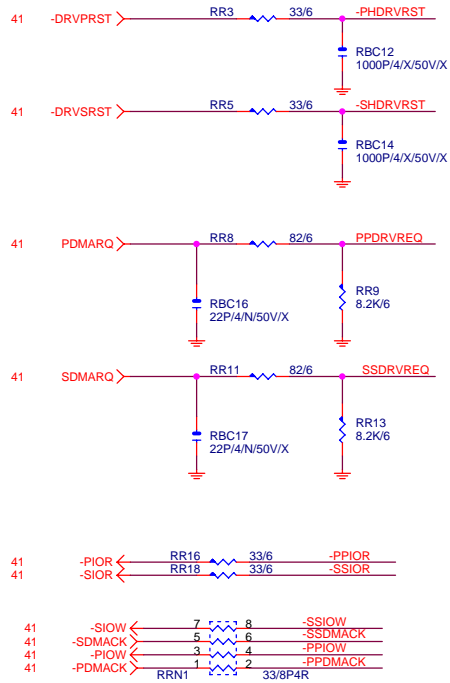 41 -DRVPRST RR3 33/6 -PHDRVRST
RBC12
1000P/4/X/50V/X
41 -DRVSRST RR5 33/6 -SHDRVRST
RBC14
1000P/4/X/50V/X
41 PDMARQ RR8 82/6 PPDRVREQ
RBC16
22P/4/N/50V/X
RR9
8.2K/6
41 SDMARQ RR11 82/6 SSDRVREQ
RBC17
22P/4/N/50V/X
RR13
8.2K/6
41 -PIOR RR16 33/6 -PPIOR
41 -SIOR RR18 33/6 -SSIOR
41 -SIOW 7 8 -SSIOW
41 -SDMACK 5 6 -SSDMACK
41 -PIOW 3 4 -PPIOW
41 -PDMACK 1 2 -PPDMACK
RRN1 33/8P4R